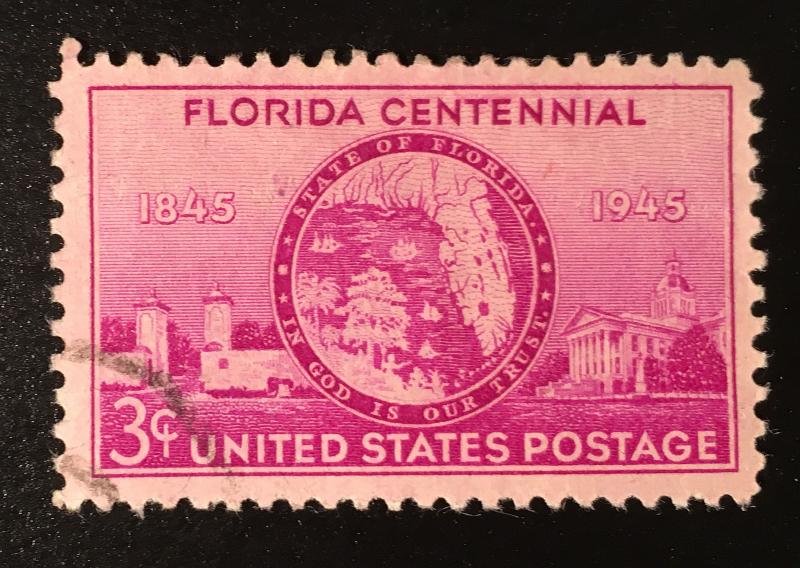 FLORIDA CENTENNIAL
STATE OF FLORIDA.
1845
1945
IN GOD IS OUR TRUST.
3¢ UNITED STATES POSTAGE